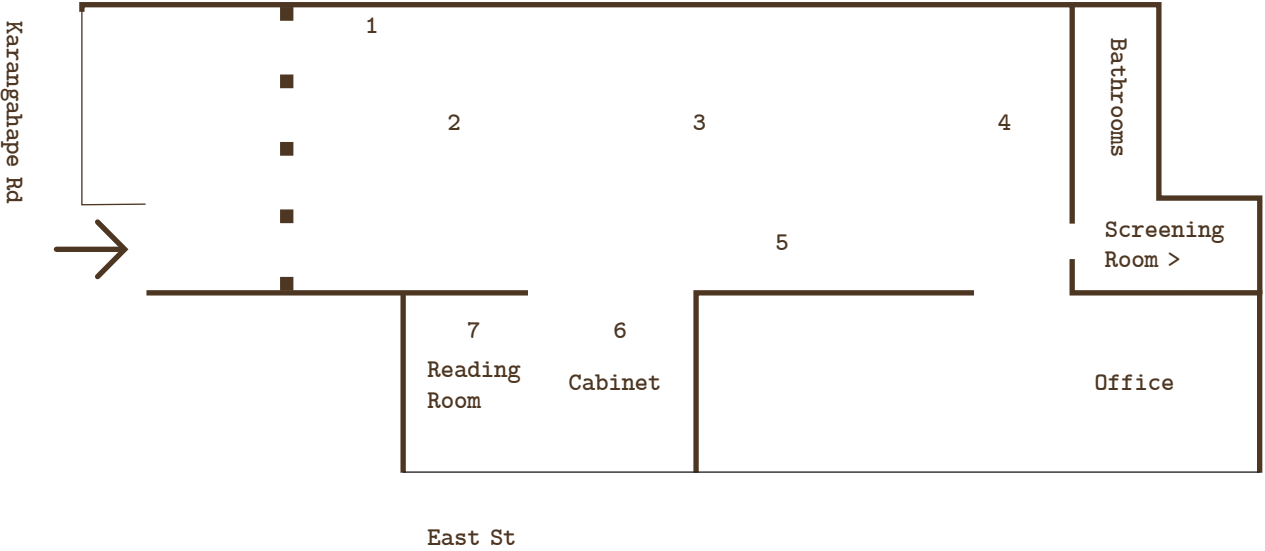 Karangahape Rd
1
Bathrooms
2
3
4
Screening
Room >
5
7
6
Reading
Room
Cabinet
Office
East St